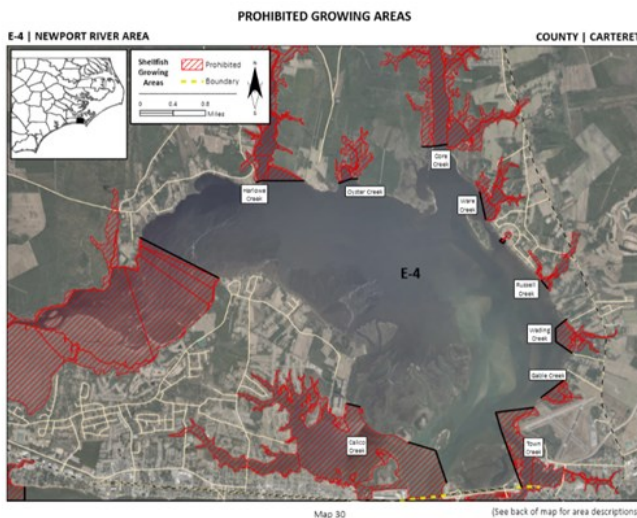 PROHIBITED GROWING AREAS
E-4 | NEWPORT RIVER AREA
COUNTY | CARTERET
Shellfish
Growing
Areas
Prohibited
Boundary
N
0 0.4 0.8
Miles
Harlowe
Creek
Oyster Creek
Core
Creek
Ware
Creek
E-4
Russell
Creek
Wading
Creek
Gable Creek
Calico
Creek
Town
Creek
Map 30
(See back of map for area descriptions)